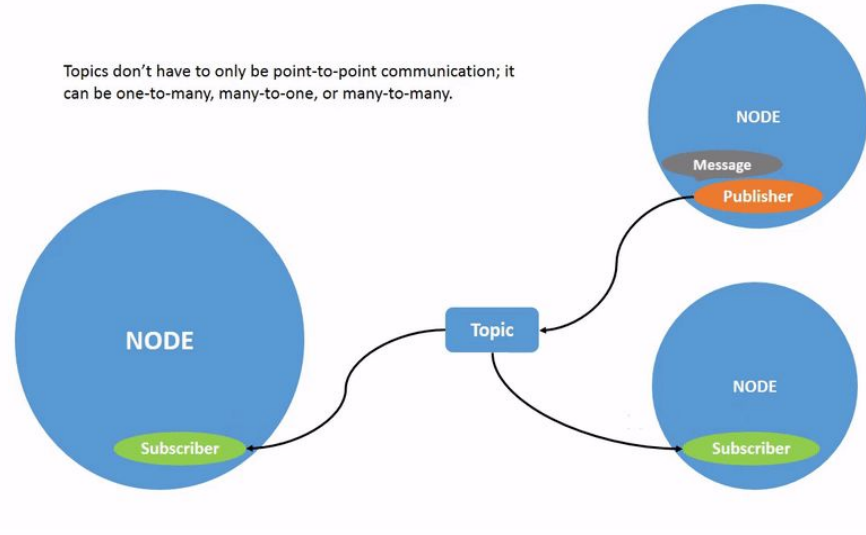 Topics don’t have to only be point-to-point communication; it
can be one-to-many, many-to-one, or many-to-many.
NODE
Message
Publisher
Topic
NODE
Subscriber
NODE
Subscriber